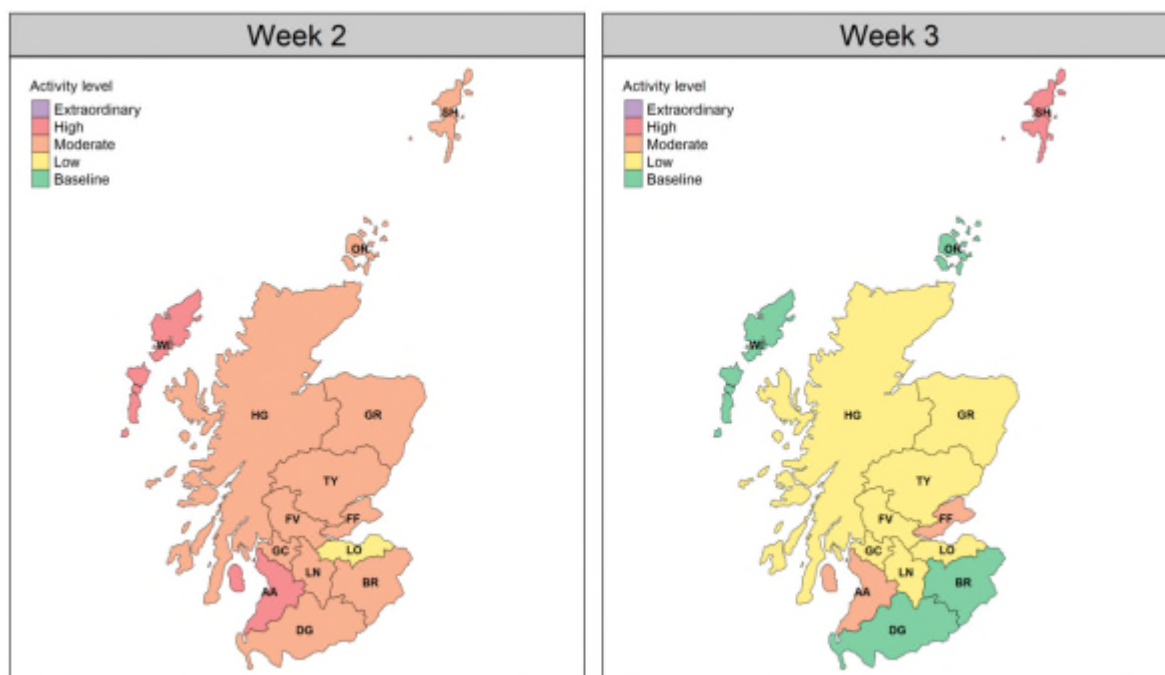 Week 2
Activity level
Extraordinary
High
Moderate
Low
Baseline
SH
OR
WI
HG
GR
TY
FV
FF
GC
LO
LN
AA
BR
DG
Week 3
Activity level
Extraordinary
High
Moderate
Low
Baseline
SH
OR
WI
HG
GR
TY
FV
FF
GC
LO
LN
AA
BR
DG